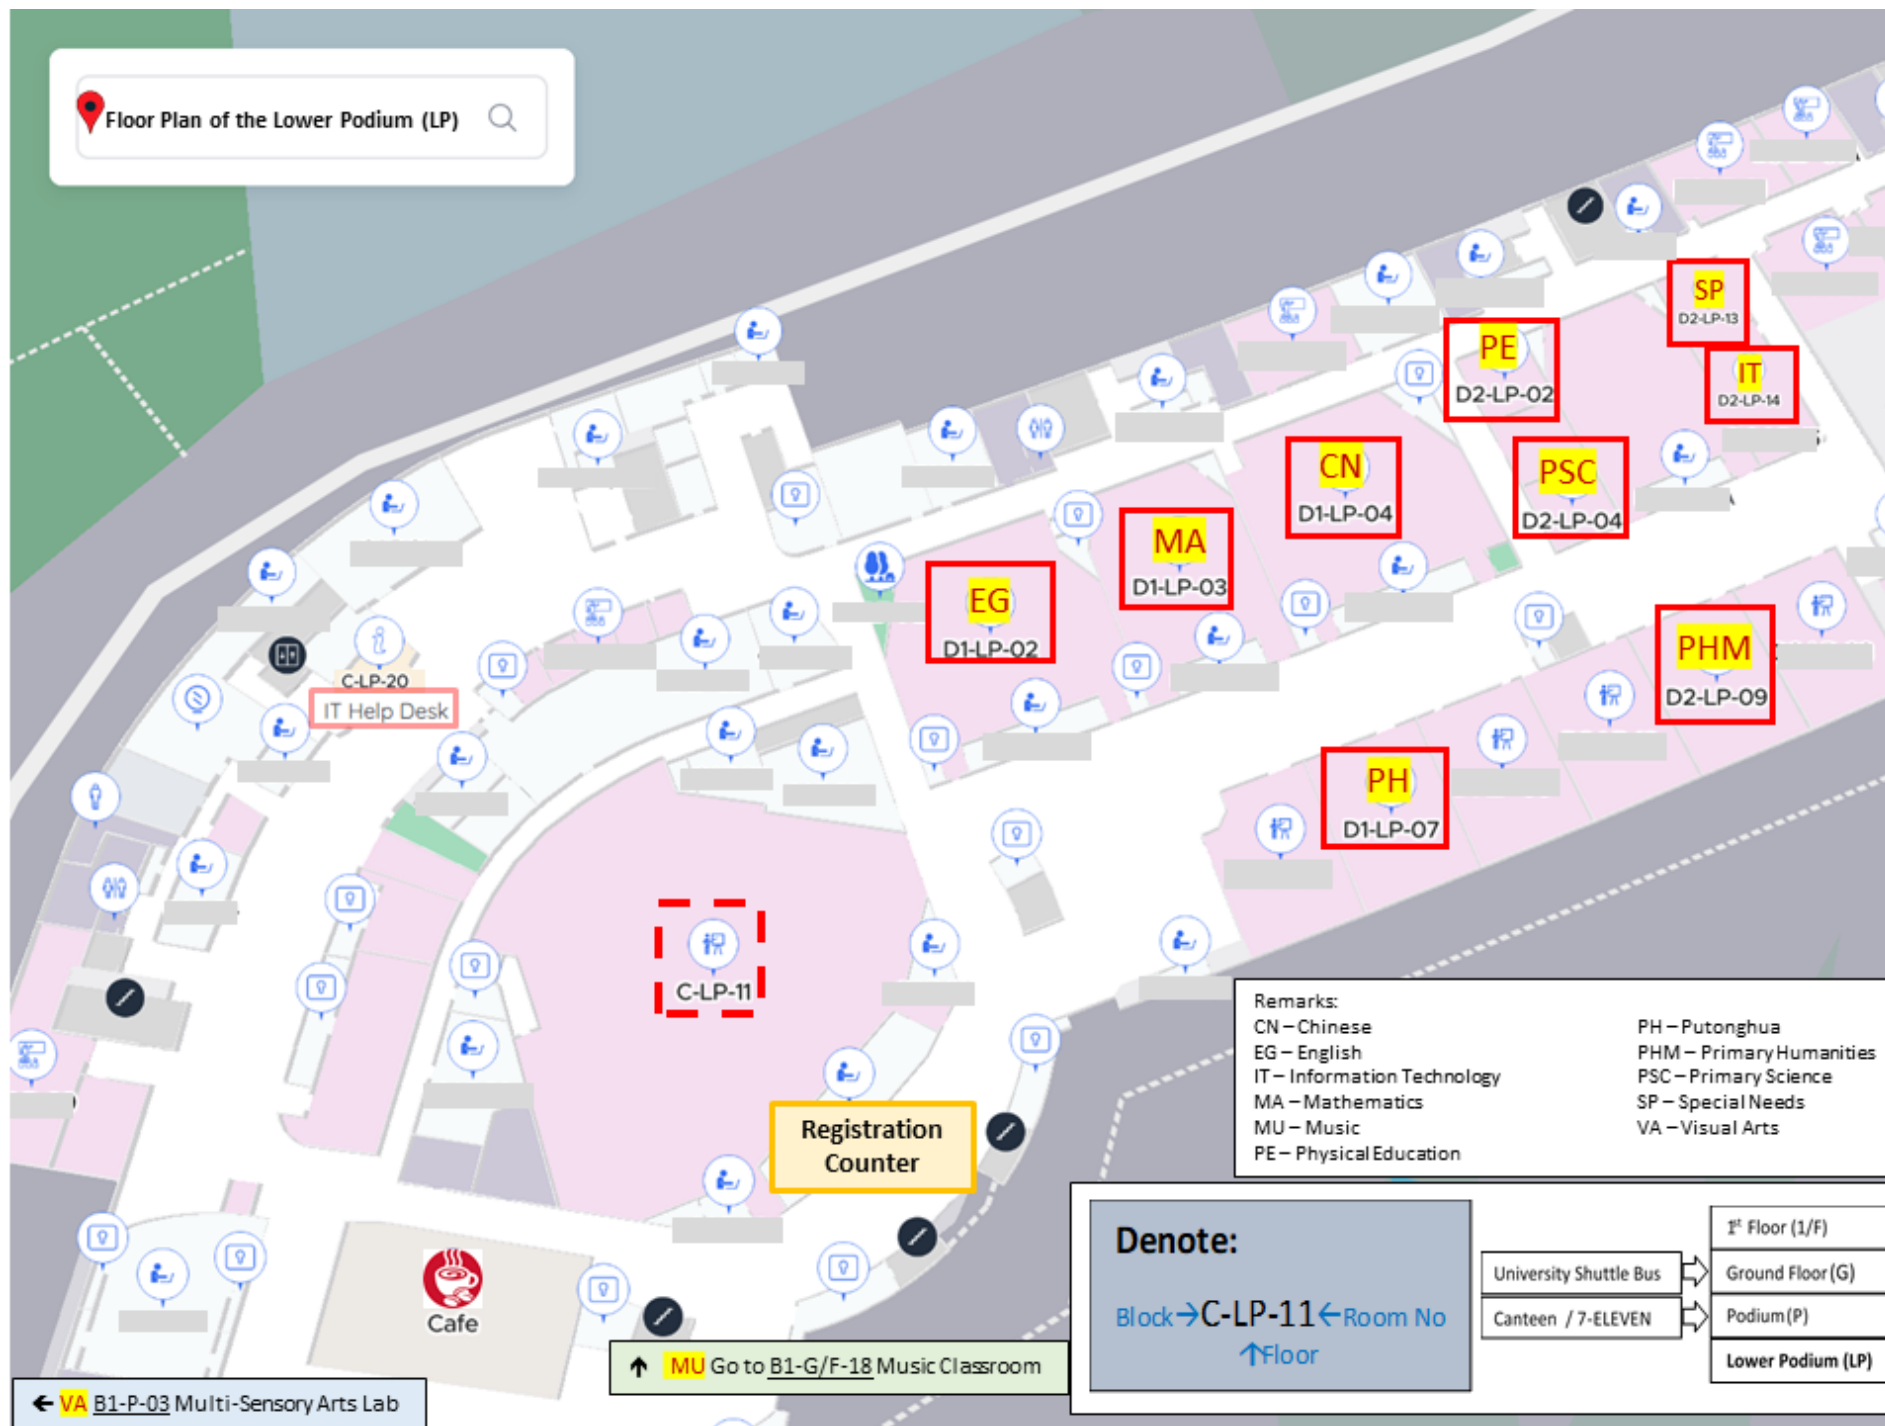 Floor Plan of the Lower Podium (LP)
SP
D2-LP-13
PE
D2-LP-02
IT
D2-LP-14
CN
D1-LP-04
PSC
D2-LP-04
MA
D1-LP-03
EG
D1-LP-02
PHM
D2-LP-09
C-LP-20
IT Help Desk
PH
D1-LP-07
C-LP-11
Registration
Counter
Cafe
Remarks:
CN – Chinese
EG – English
IT – Information Technology
MA – Mathematics
MU – Music
PE – Physical Education
PH – Putonghua
PHM – Primary Humanities
PSC – Primary Science
SP – Special Needs
VA – Visual Arts
Denote:
Block→C-LP-11←Room No
↑Floor
University Shuttle Bus
Canteen / 7-ELEVEN
1st Floor (1/F)
Ground Floor (G)
Podium (P)
Lower Podium (LP)
↑ MU Go to B1-G/F-18 Music Classroom
← VA B1-P-03 Multi-Sensory Arts Lab